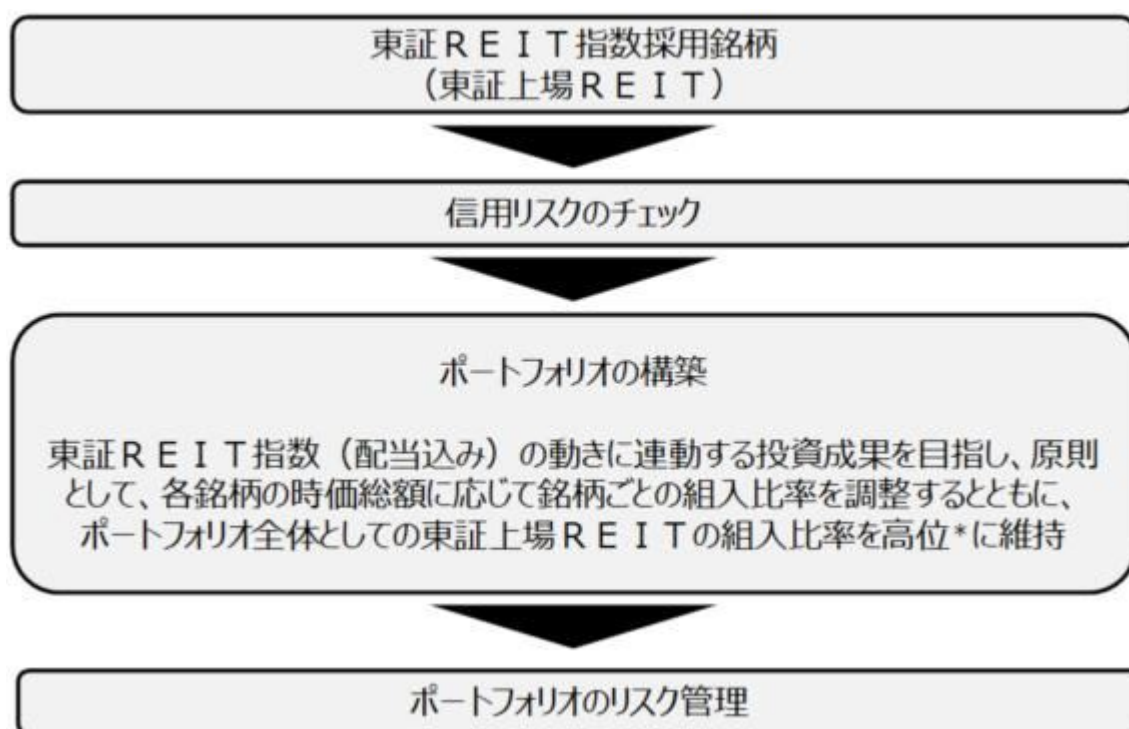 東証ＲＥＩＴ指数採用銘柄
（東証上場ＲＥＩＴ）
信用リスクのチェック
ポートフォリオの構築
東証ＲＥＩＴ指数（配当込み）の動きに連動する投資成果を目指し、原則
として、各銘柄の時価総額に応じて銘柄ごとの組入比率を調整するとともに、
ポートフォリオ全体としての東証上場ＲＥＩＴの組入比率を高位*に維持
ポートフォリオのリスク管理